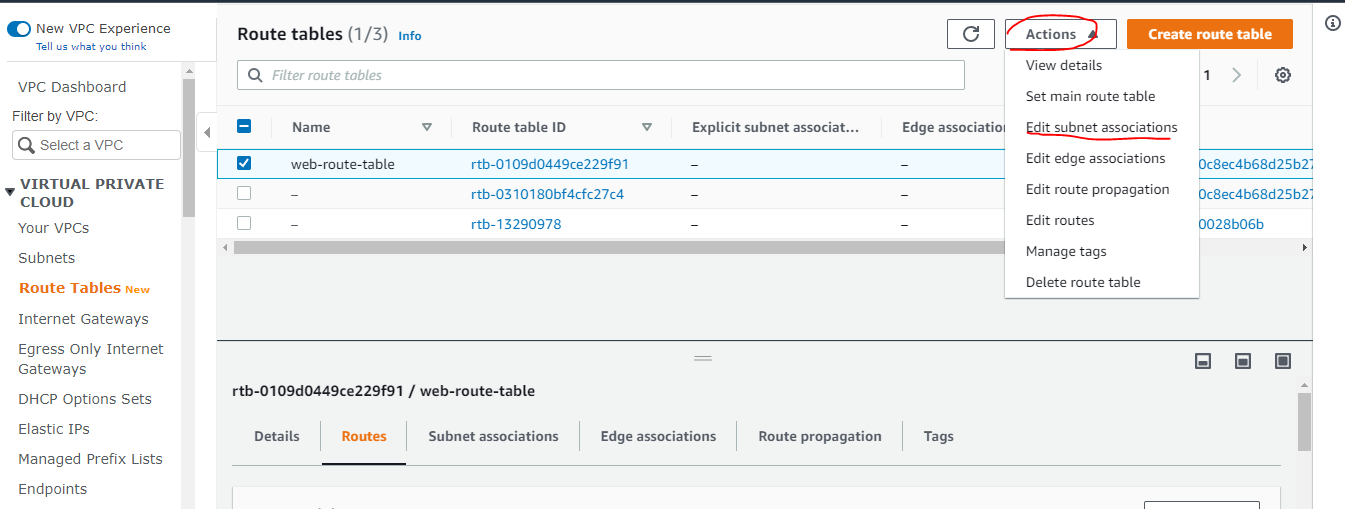 New VPC Experience
Tell us what you think
VPC Dashboard
Filter by VPC:
Select a VPC
VIRTUAL PRIVATE
CLOUD
Your VPCs
Subnets
Route Tables New
Internet Gateways
Egress Only Internet
Gateways
DHCP Options Sets
Elastic IPs
Managed Prefix Lists
Endpoints
Route tables (1/3) Info
Actions
Create route table
Filter route tables
1
View details
Set main route table
Edit subnet associations
Edit edge associations
Edit route propagation
Edit routes
Manage tags
Delete route table
Name Route table ID Explicit subnet associat... Edge association
web-route-table rtb-0109d0449ce229f91 – – 0c8ec4b68d25b27
– rtb-0310180bf4cfc27c4 – – 0c8ec4b68d25b27
– rtb-13290978 – – 0028b06b
rtb-0109d0449ce229f91 / web-route-table
Details Routes Subnet associations Edge associations Route propagation Tags